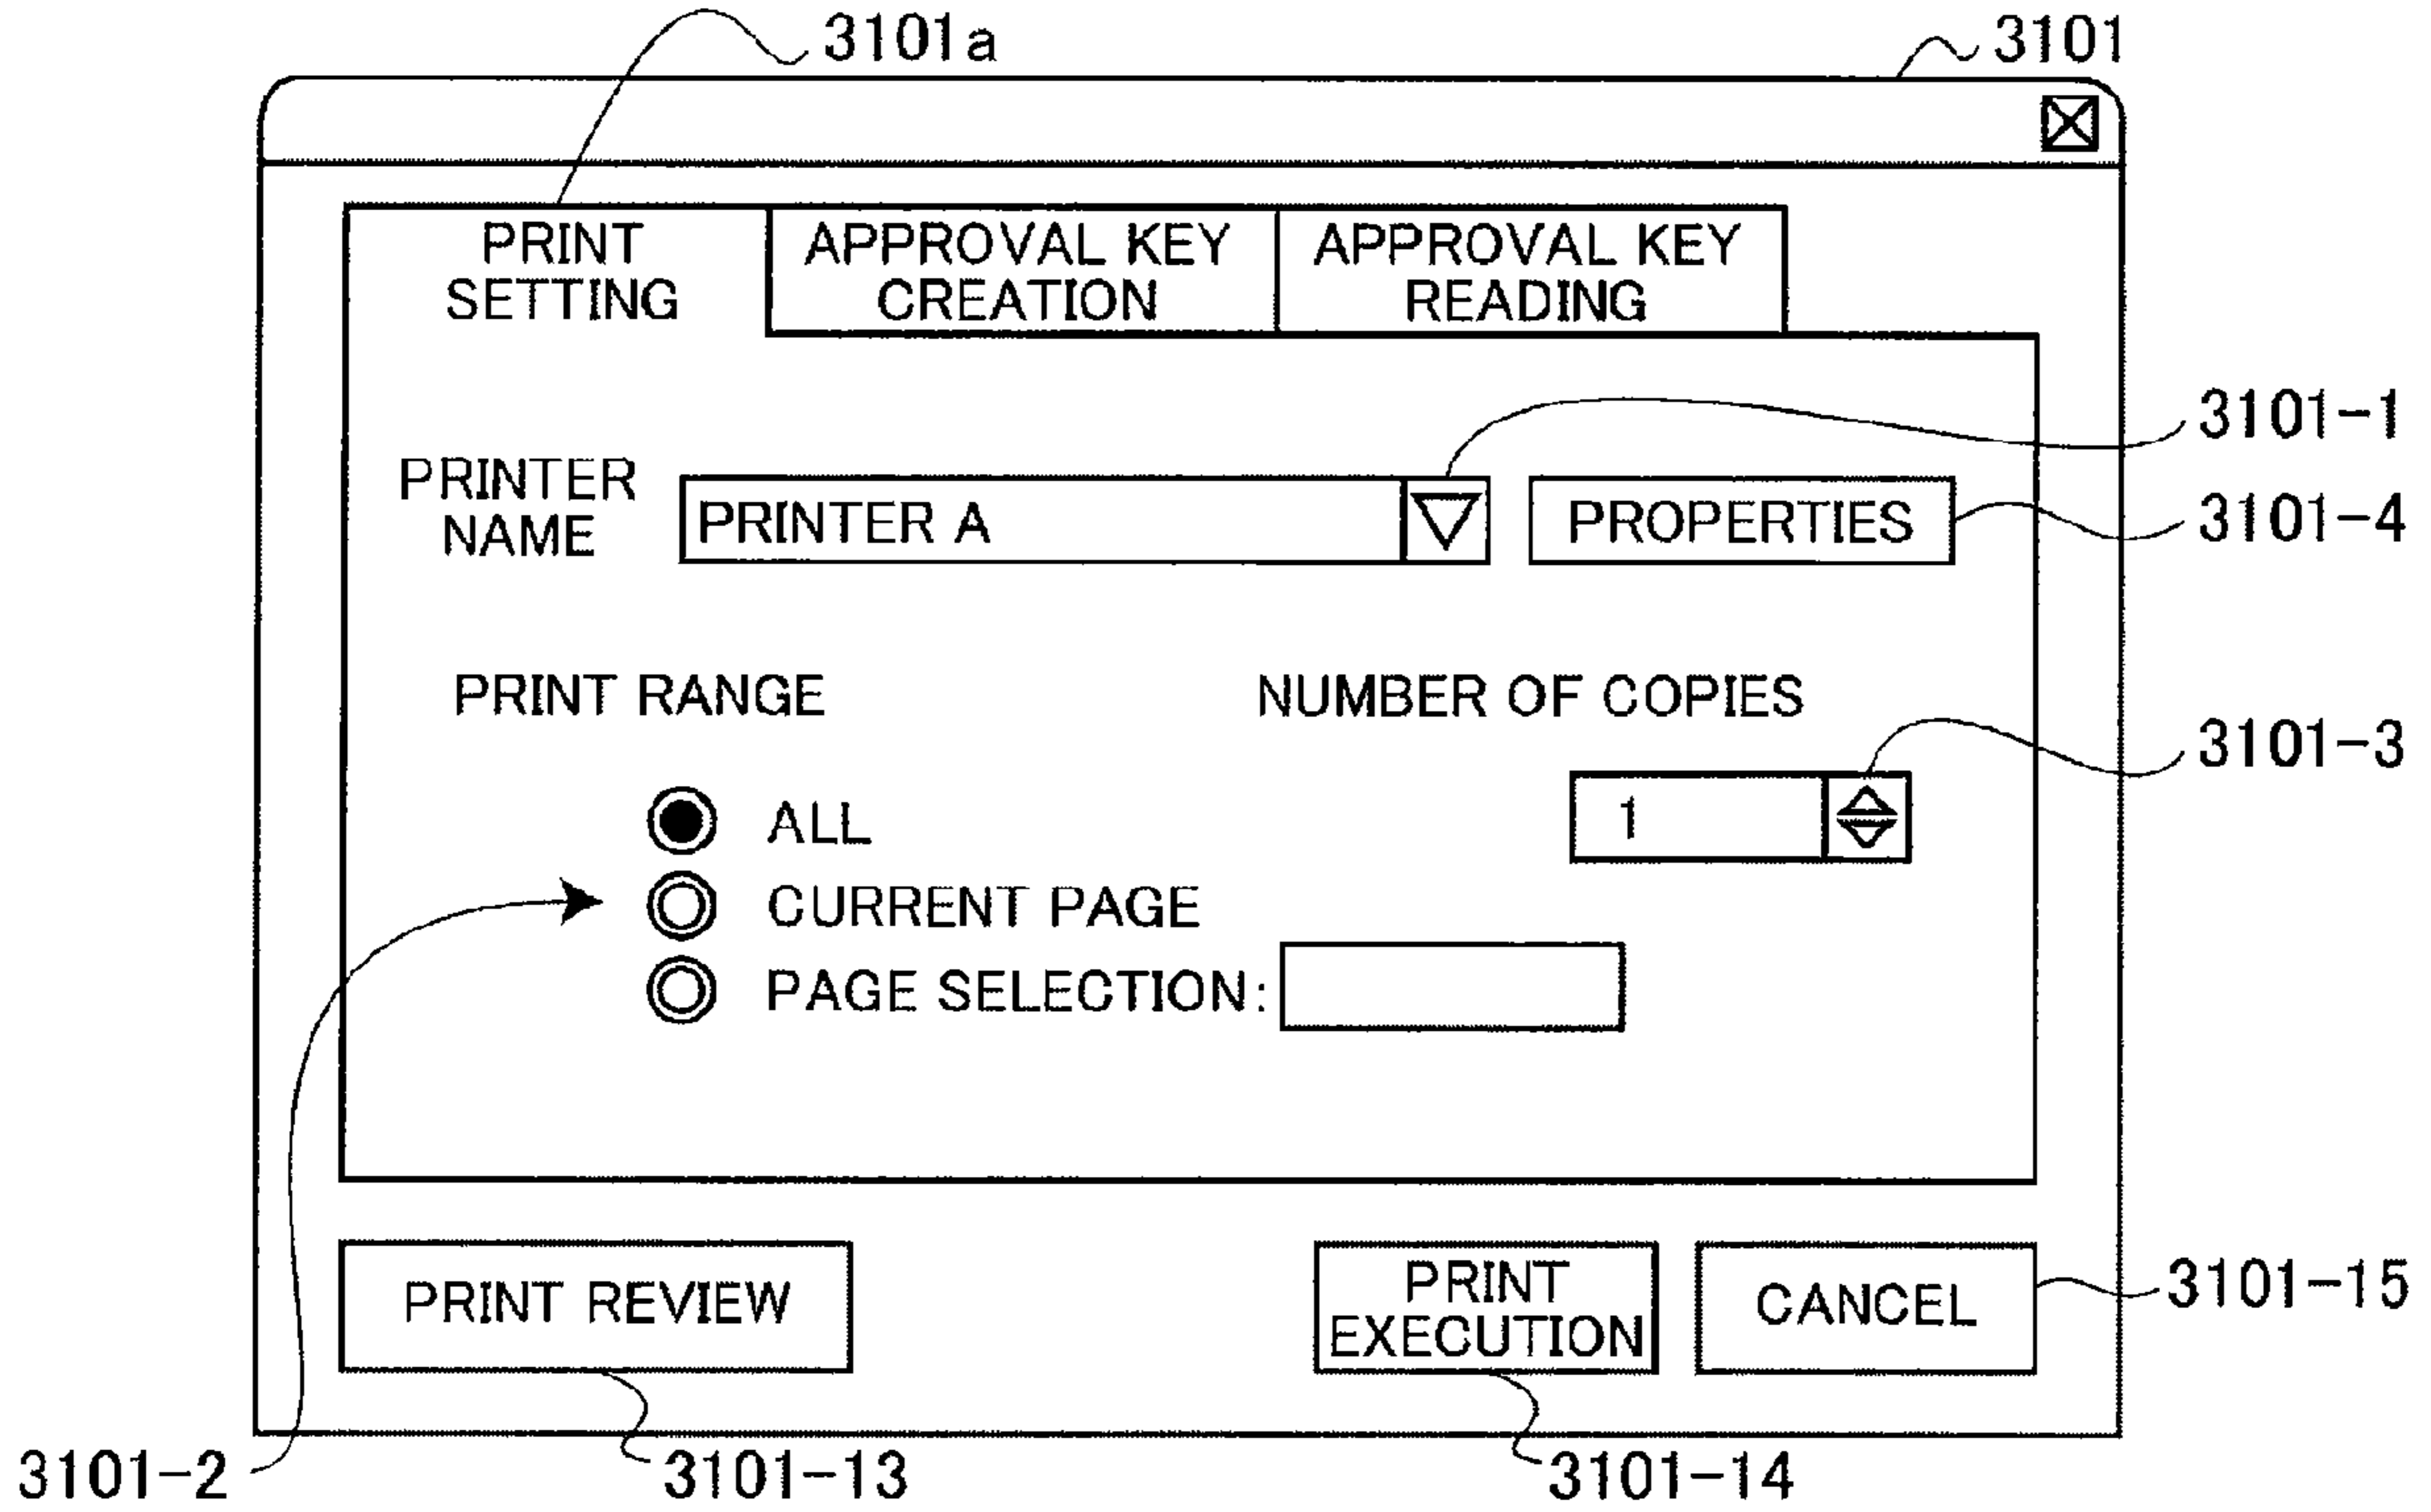 3101a
3101
PRINT
SETTING
APPROVAL KEY
CREATION
APPROVAL KEY
READING
3101-1
PRINTER
NAME
PRINTER A
PROPERTIES
3101-4
PRINT RANGE
NUMBER OF COPIES
3101-3
ALL
1
CURRENT PAGE
PAGE SELECTION:
PRINT REVIEW
PRINT
EXECUTION
CANCEL
3101-15
3101-2
3101-13
3101-14